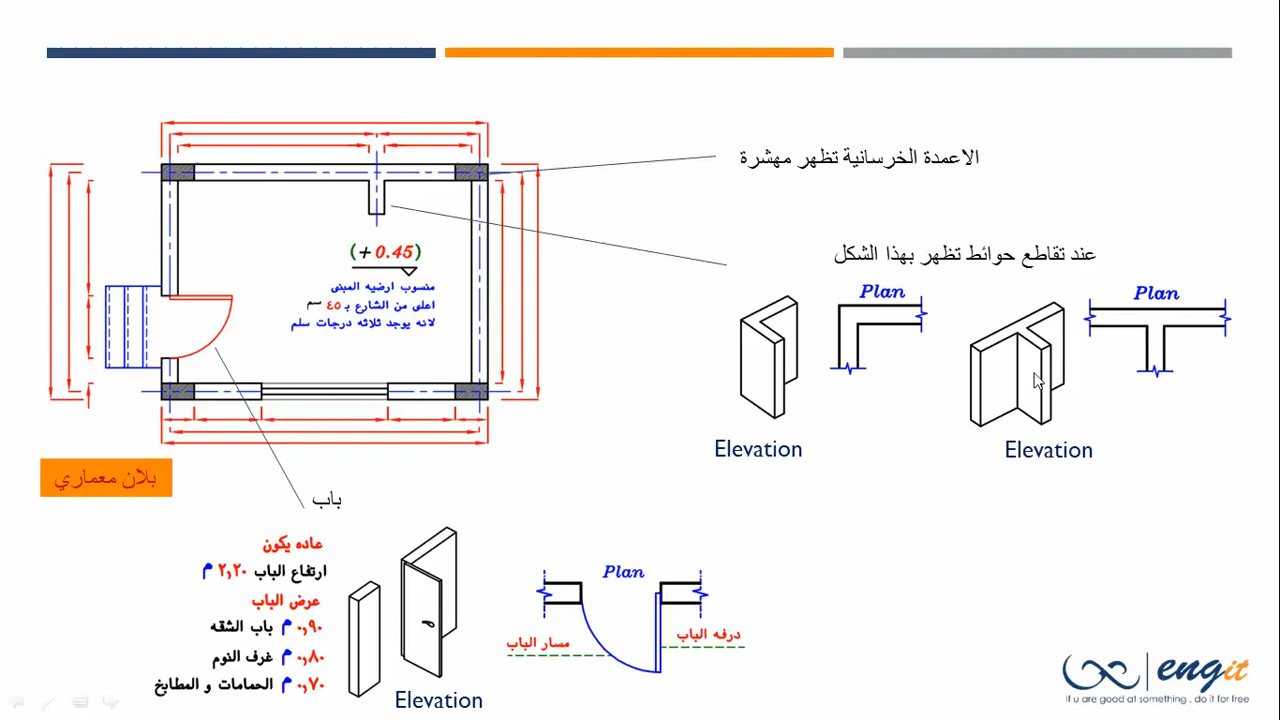 الاعمدة الخرسانية تظهر مهشرة
(+0.45)
منسوب ارضيه المبنى
اعلى من الشارع بـ ٤٥ سم
لانه يوجد ثلاثه درجات سلم
عند تقاطع حوائط تظهر بهذا الشكل
Plan
Plan
Elevation
Elevation
بلان معماري
باب
عاده يكون
ارتفاع الباب ٢,٢٠ م
عرض الباب
٠,٩٠ م باب الشقه
٠,٨٠ م غرف النوم
٠,٧٠ م الحمامات و المطابخ
Elevation
Plan
مسار الباب
درفه الباب
engit
if u are good at something , do it for free